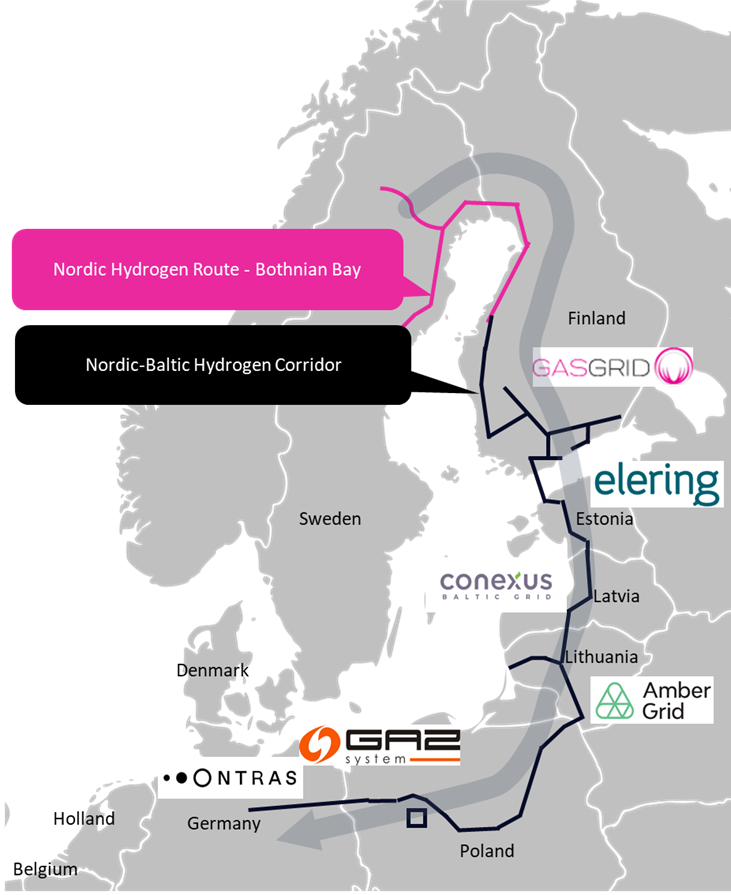 Nordic Hydrogen Route - Bothnian Bay
Finland
Nordic-Baltic Hydrogen Corridor
GASGRID
elering
Sweden
Estonia
conexus
BALTIC GRID
Latvia
Lithuania
Denmark
Amber
Grid
GAZ
system
ONTRAS
Holland
Germany
Poland
Belgium